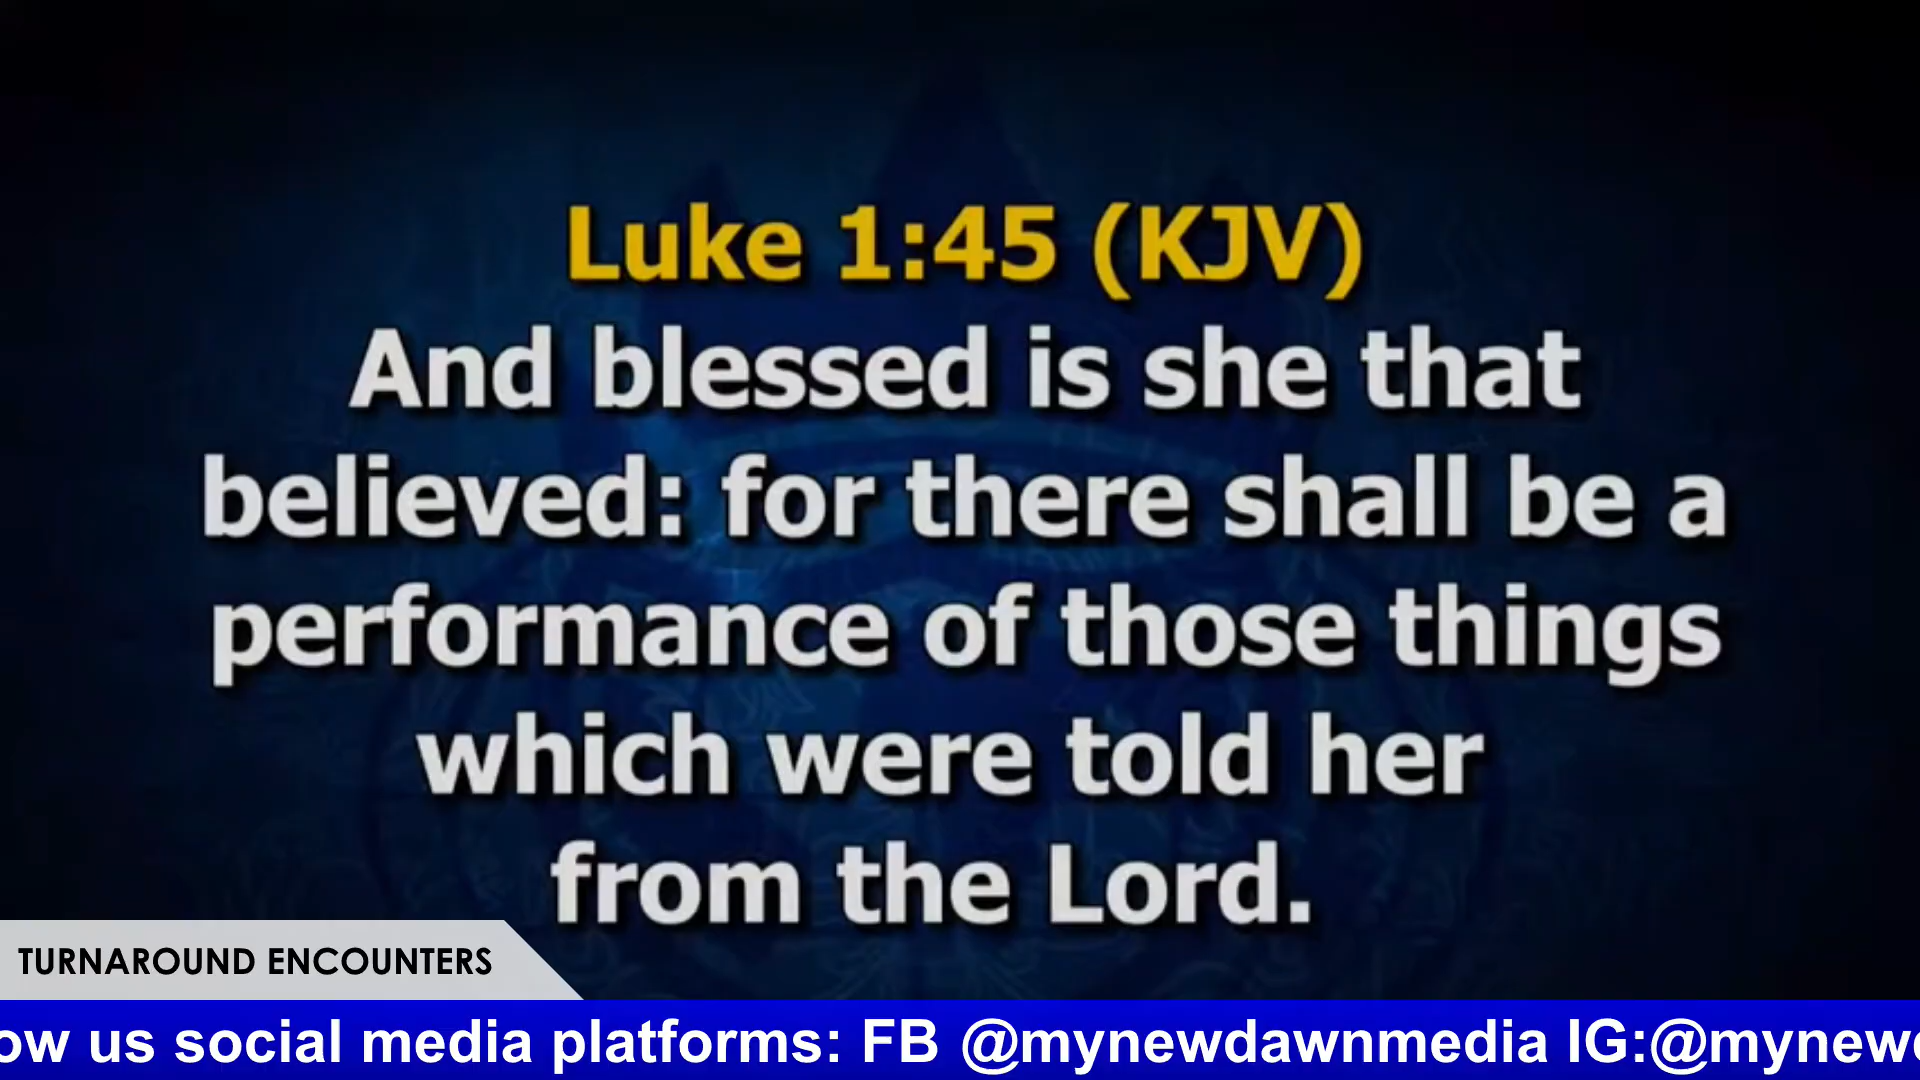 Luke 1:45 (KJV)
And blessed is she that
believed: for there shall be a
performance of those things
which were told her
from the Lord.
TURNAROUND ENCOUNTERS
ow us social media platforms: FB @mynewdawnmedia IG:@mynew